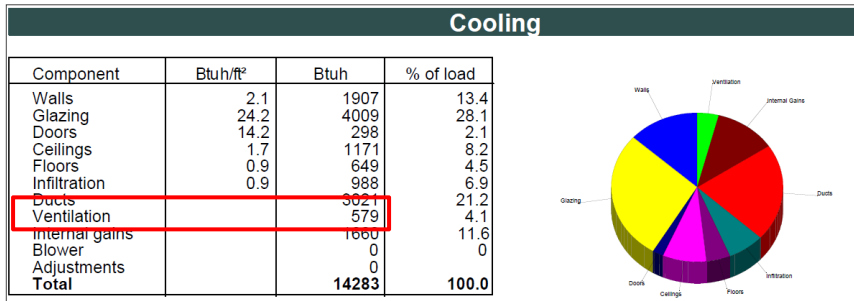 Cooling
Component Btuh/ft² Btuh % of load
Walls 2.1 1907 13.4
Glazing 24.2 4009 28.1
Doors 14.2 298 2.1
Ceilings 1.7 1171 8.2
Floors 0.9 649 4.5
Infiltration 0.9 988 6.9
Ducts 3021 21.2
Ventilation 579 4.1
Internal gains 1660 11.6
Blower 0 0
Adjustments 0
Total 14283 100.0
Walls
Ventilation
Internal Gains
Glazing
Ducts
Doors
Ceilings
Floors
Infiltration